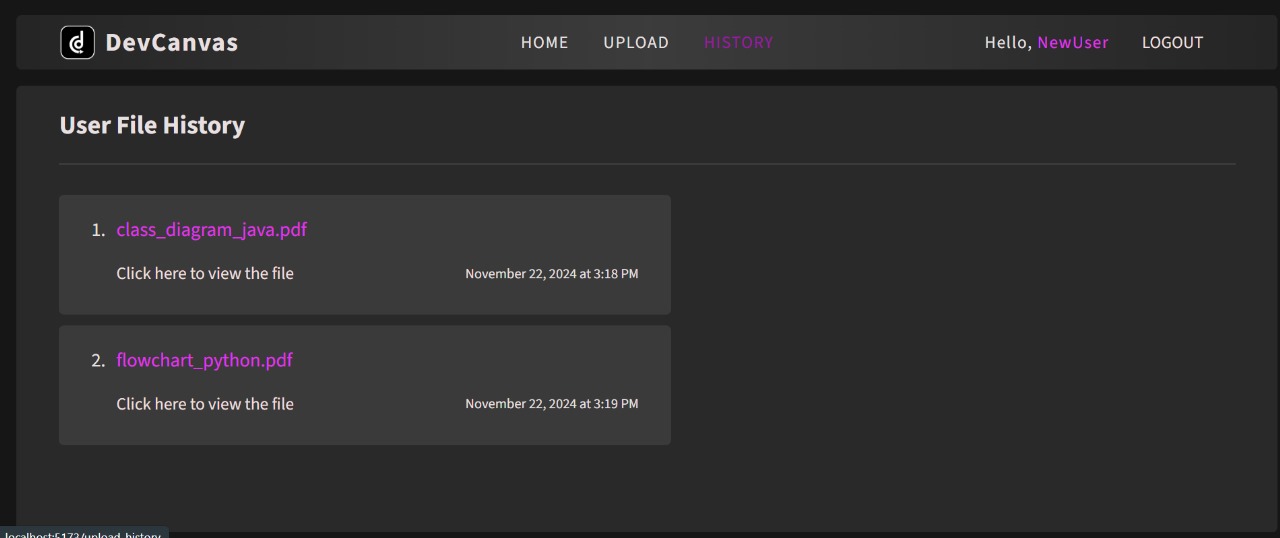 DevCanvas HOME UPLOAD HISTORY Hello, NewUser LOGOUT
User File History
1. class_diagram_java.pdf
Click here to view the file November 22, 2024 at 3:18 PM
2. flowchart_python.pdf
Click here to view the file November 22, 2024 at 3:19 PM
localhost:5173/upload_history